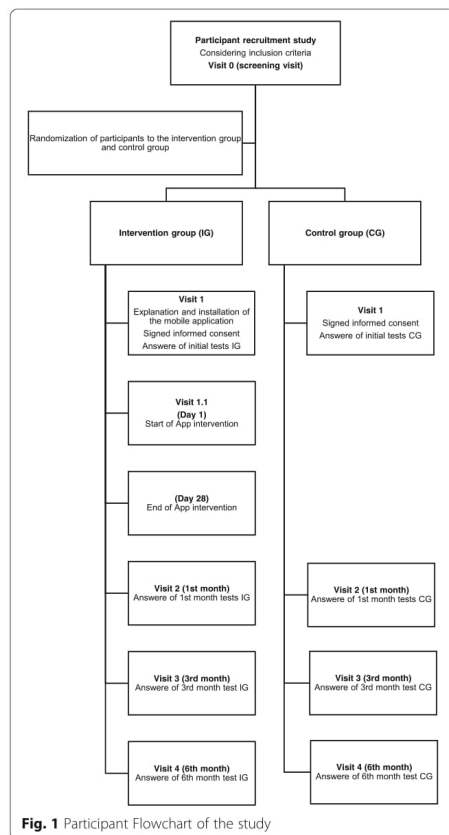 Participant recruitment study
Considering inclusion criteria
Visit 0 (screening visit)
Randomization of participants to the intervention group
and control group
Intervention group (IG)
Control group (CG)
Visit 1
Explanation and installation of
the mobile application
Signed informed consent
Answere of initial tests IG
Visit 1
Signed informed consent
Answere of initial tests CG
Visit 1.1
(Day 1)
Start of App intervention
(Day 28)
End of App intervention
Visit 2 (1st month)
Answere of 1st month tests IG
Visit 2 (1st month)
Answere of 1st month tests CG
Visit 3 (3rd month)
Answere of 3rd month test IG
Visit 3 (3rd month)
Answere of 3rd month test CG
Visit 4 (6th month)
Answere of 6th month test IG
Visit 4 (6th month)
Answere of 6th month test CG
Fig. 1 Participant Flowchart of the study